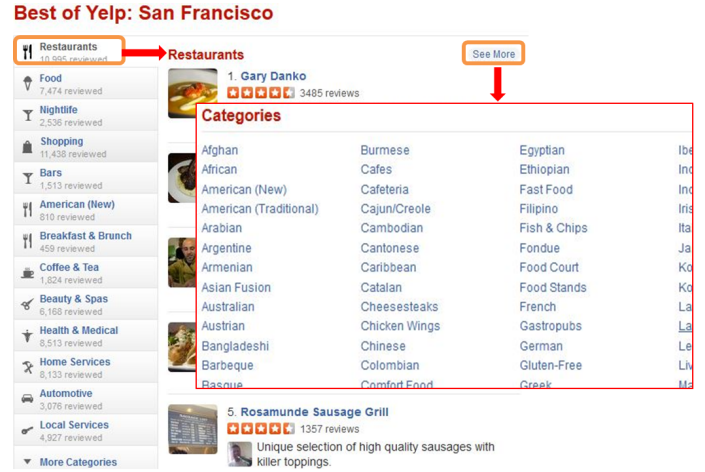 Best of Yelp: San Francisco
Restaurants
10,995 reviewed
Food
7,474 reviewed
Nightlife
2,536 reviewed
Shopping
11,438 reviewed
Bars
1,513 reviewed
American (New)
810 reviewed
Breakfast & Brunch
459 reviewed
Coffee & Tea
1,824 reviewed
Beauty & Spas
6,168 reviewed
Health & Medical
8,513 reviewed
Home Services
8,133 reviewed
Automotive
3,076 reviewed
Local Services
4,927 reviewed
More Categories
Restaurants
See More
1. Gary Danko
3485 reviews
Categories
Afghan
African
American (New)
American (Traditional)
Arabian
Argentine
Armenian
Asian Fusion
Australian
Austrian
Bangladeshi
Barbeque
Basque
Burmese
Cafes
Cafeteria
Cajun/Creole
Cambodian
Cantonese
Caribbean
Catalan
Cheesesteaks
Chicken Wings
Chinese
Colombian
Comfort Food
Egyptian
Ethiopian
Fast Food
Filipino
Fish & Chips
Fondue
Food Court
Food Stands
French
Gastropubs
German
Gluten-Free
Greek
5. Rosamunde Sausage Grill
1357 reviews
Unique selection of high quality sausages with
killer toppings.